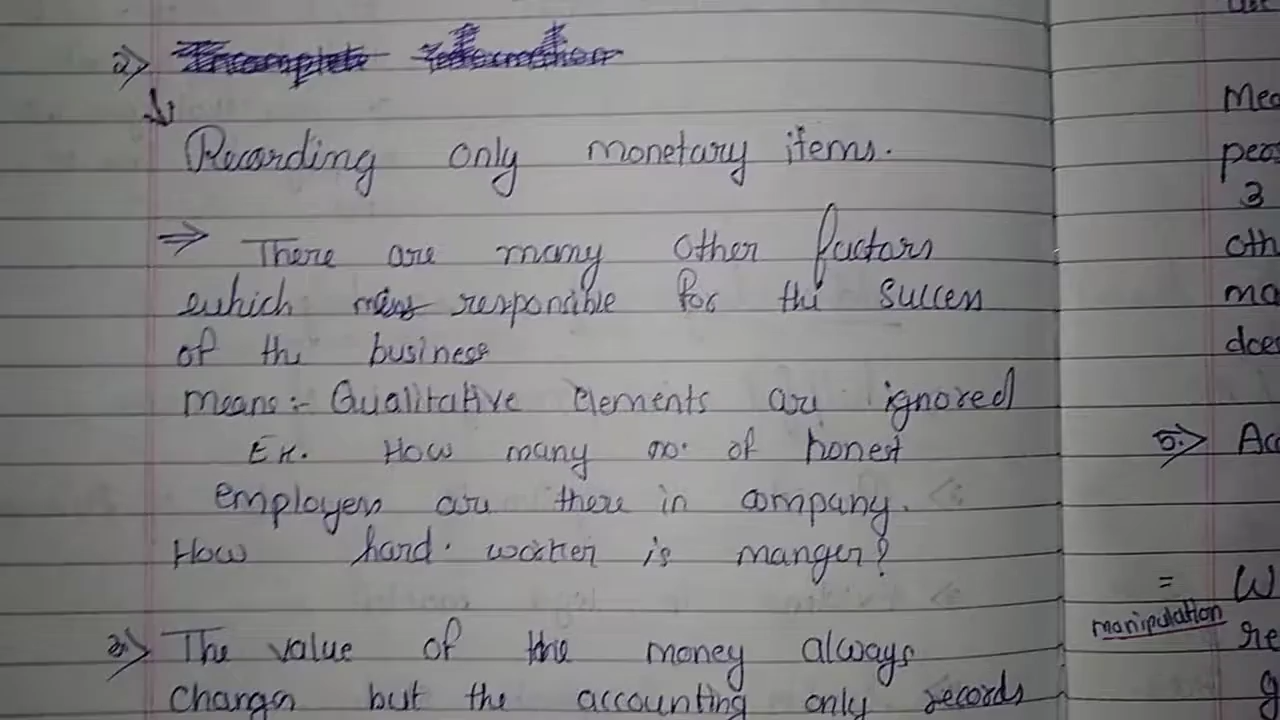 2)
Recording only monetary items.
⇒ There are many other factors
which responsible for the success
of the business
means:- Qualitative elements are ignored
Ex. How many no. of honest
employees are there in company.
How hard. worker is manger?
3.) The value of the money always
changes but the accounting only records
Mea
peo
3
oth
ma
doe
5.) Ac
= W
manipulation
re
g